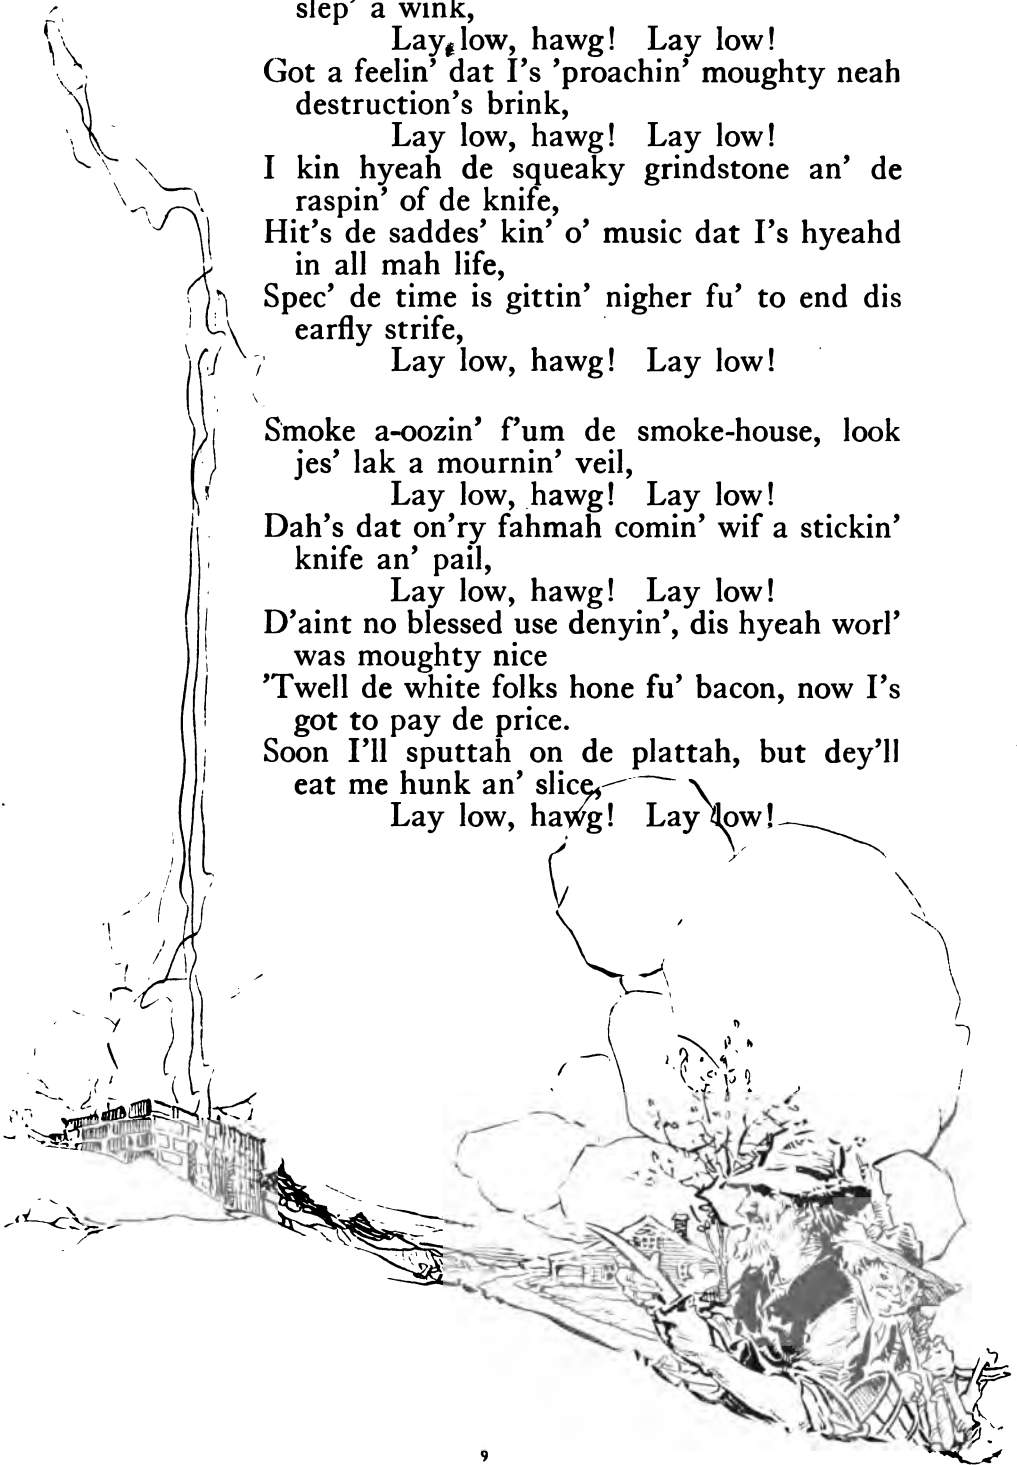 slep' a wink,
Lay low, hawg! Lay low!
Got a feelin' dat I's 'proachin' moughty neah
destruction's brink,
Lay low, hawg! Lay low!
I kin hyeah de squeaky grindstone an' de
raspin' of de knife,
Hit's de saddes' kin' o' music dat I's hyeahd
in all mah life,
Spec' de time is gittin' nigher fu' to end dis
earfly strife,
Lay low, hawg! Lay low!
Smoke a-oozin' f'um de smoke-house, look
jes' lak a mournin' veil,
Lay low, hawg! Lay low!
Dah's dat on'ry fahmah comin' wif a stickin'
knife an' pail,
Lay low, hawg! Lay low!
D'aint no blessed use denyin', dis hyeah worl'
was moughty nice
'Twell de white folks hone fu' bacon, now I's
got to pay de price.
Soon I'll sputtah on de plattah, but dey'll
eat me hunk an' slice,
Lay low, hawg! Lay low!
9